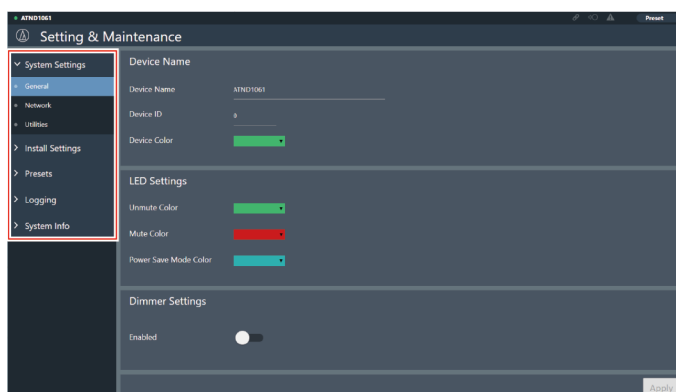 ATND1061
Preset
Setting & Maintenance
System Settings
General
Network
Utilities
Install Settings
Presets
Logging
System Info
Device Name
Device Name ATND1061
Device ID 0
Device Color
LED Settings
Unmute Color
Mute Color
Power Save Mode Color
Dimmer Settings
Enabled
Apply